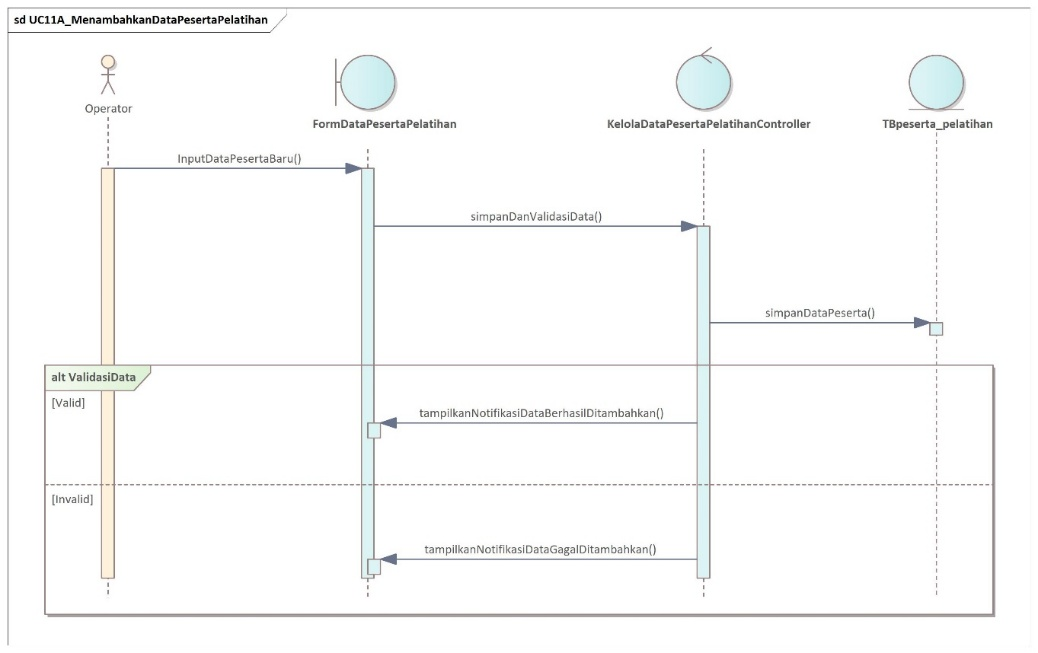 sd UC11A_MenambahkanDataPesertaPelatihan
Operator
FormDataPesertaPelatihan
KelolaDataPesertaPelatihanController
TBpeserta_pelatihan
InputDataPesertaBaru()
simpanDanValidasiData()
simpanDataPeserta()
alt ValidasiData
[Valid]
tampilkanNotifikasiDataBerhasilDitambahkan()
[Invalid]
tampilkanNotifikasiDataGagalDitambahkan()